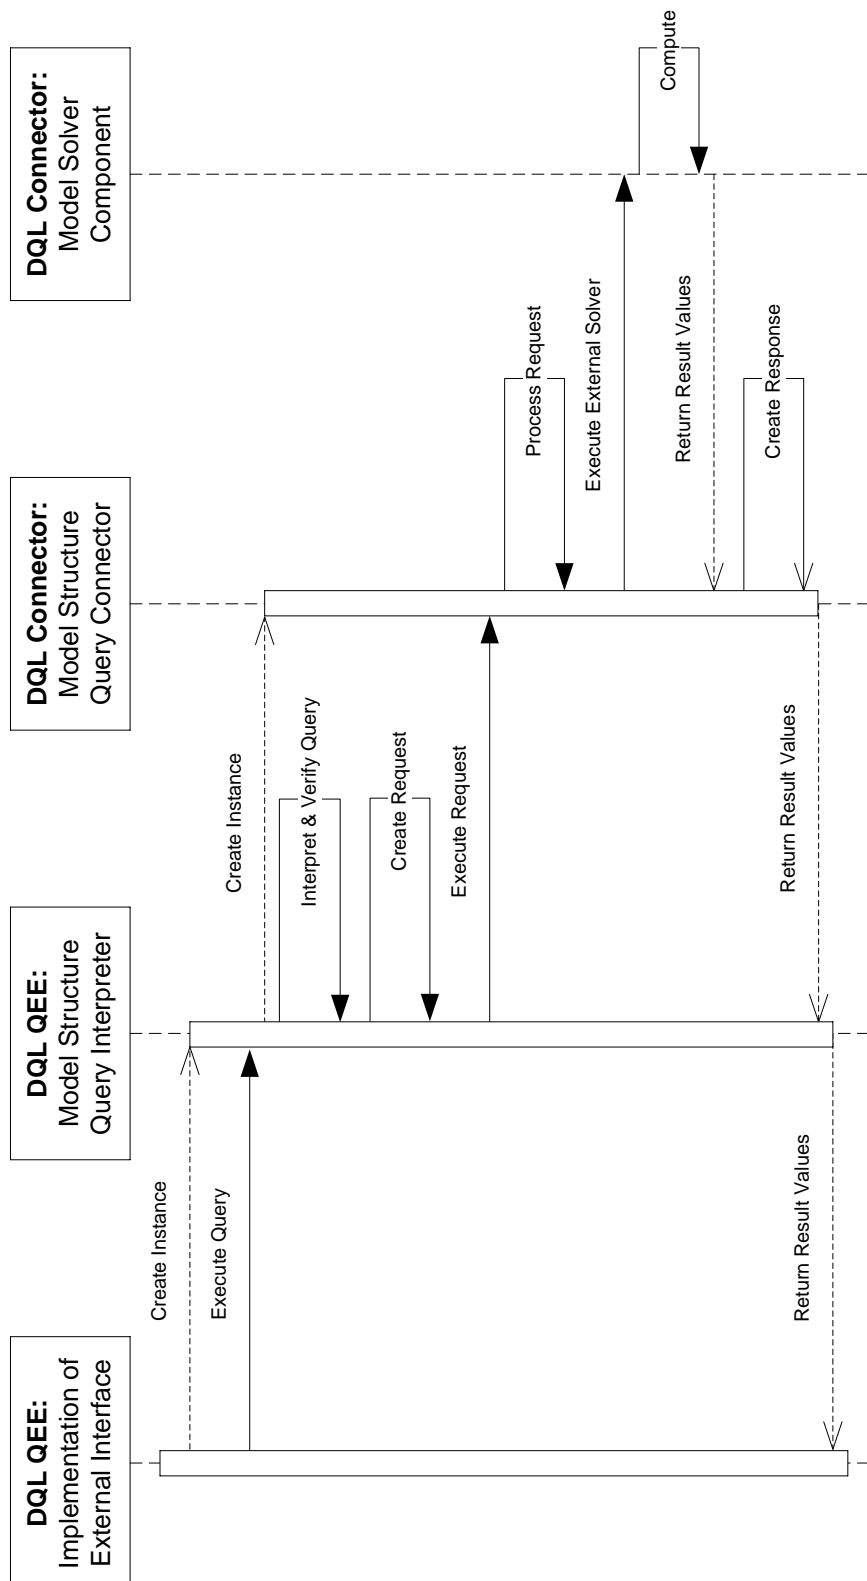 DQL QEE:
Implementation of
External Interface
DQL QEE:
Model Structure
Query Interpreter
DQL Connector:
Model Structure
Query Connector
DQL Connector:
Model Solver
Component
Create Instance
Execute Query
Create Instance
Interpret & Verify Query
Create Request
Execute Request
Process Request
Execute External Solver
Compute
Return Result Values
Create Response
Return Result Values
Return Result Values